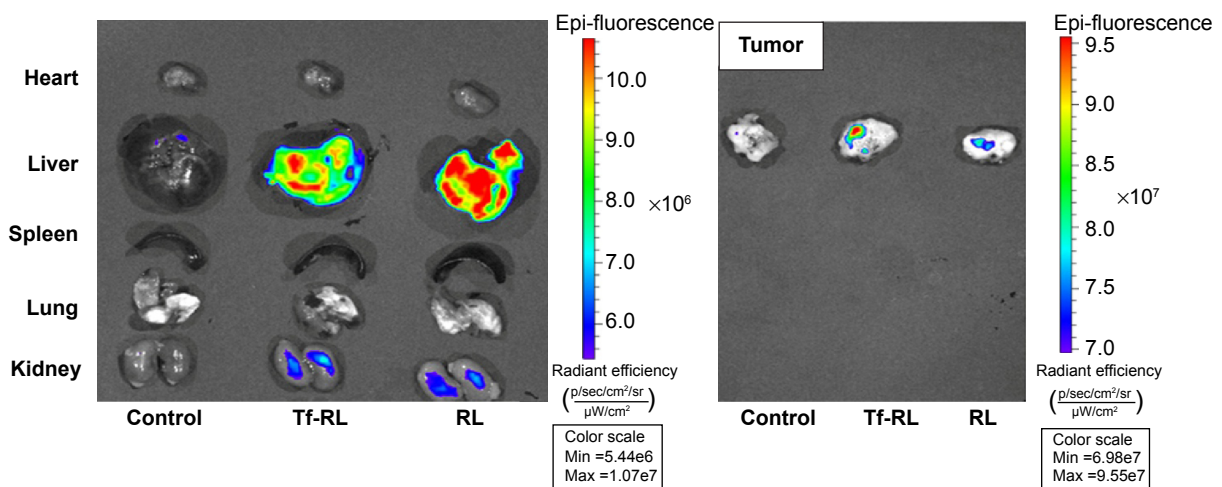 Epi-fluorescence
Heart
Liver
Spleen
Lung
Kidney
Control
Tf-RL
RL
10.0
9.0
8.0
7.0
6.0
×10⁶
Radiant efficiency
(p/sec/cm²/sr
µW/cm²)
Color scale
Min =5.44e6
Max =1.07e7
Tumor
Epi-fluorescence
Control
Tf-RL
RL
9.5
9.0
8.5
8.0
7.5
7.0
×10⁷
Radiant efficiency
(p/sec/cm²/sr
µW/cm²)
Color scale
Min =6.98e7
Max =9.55e7